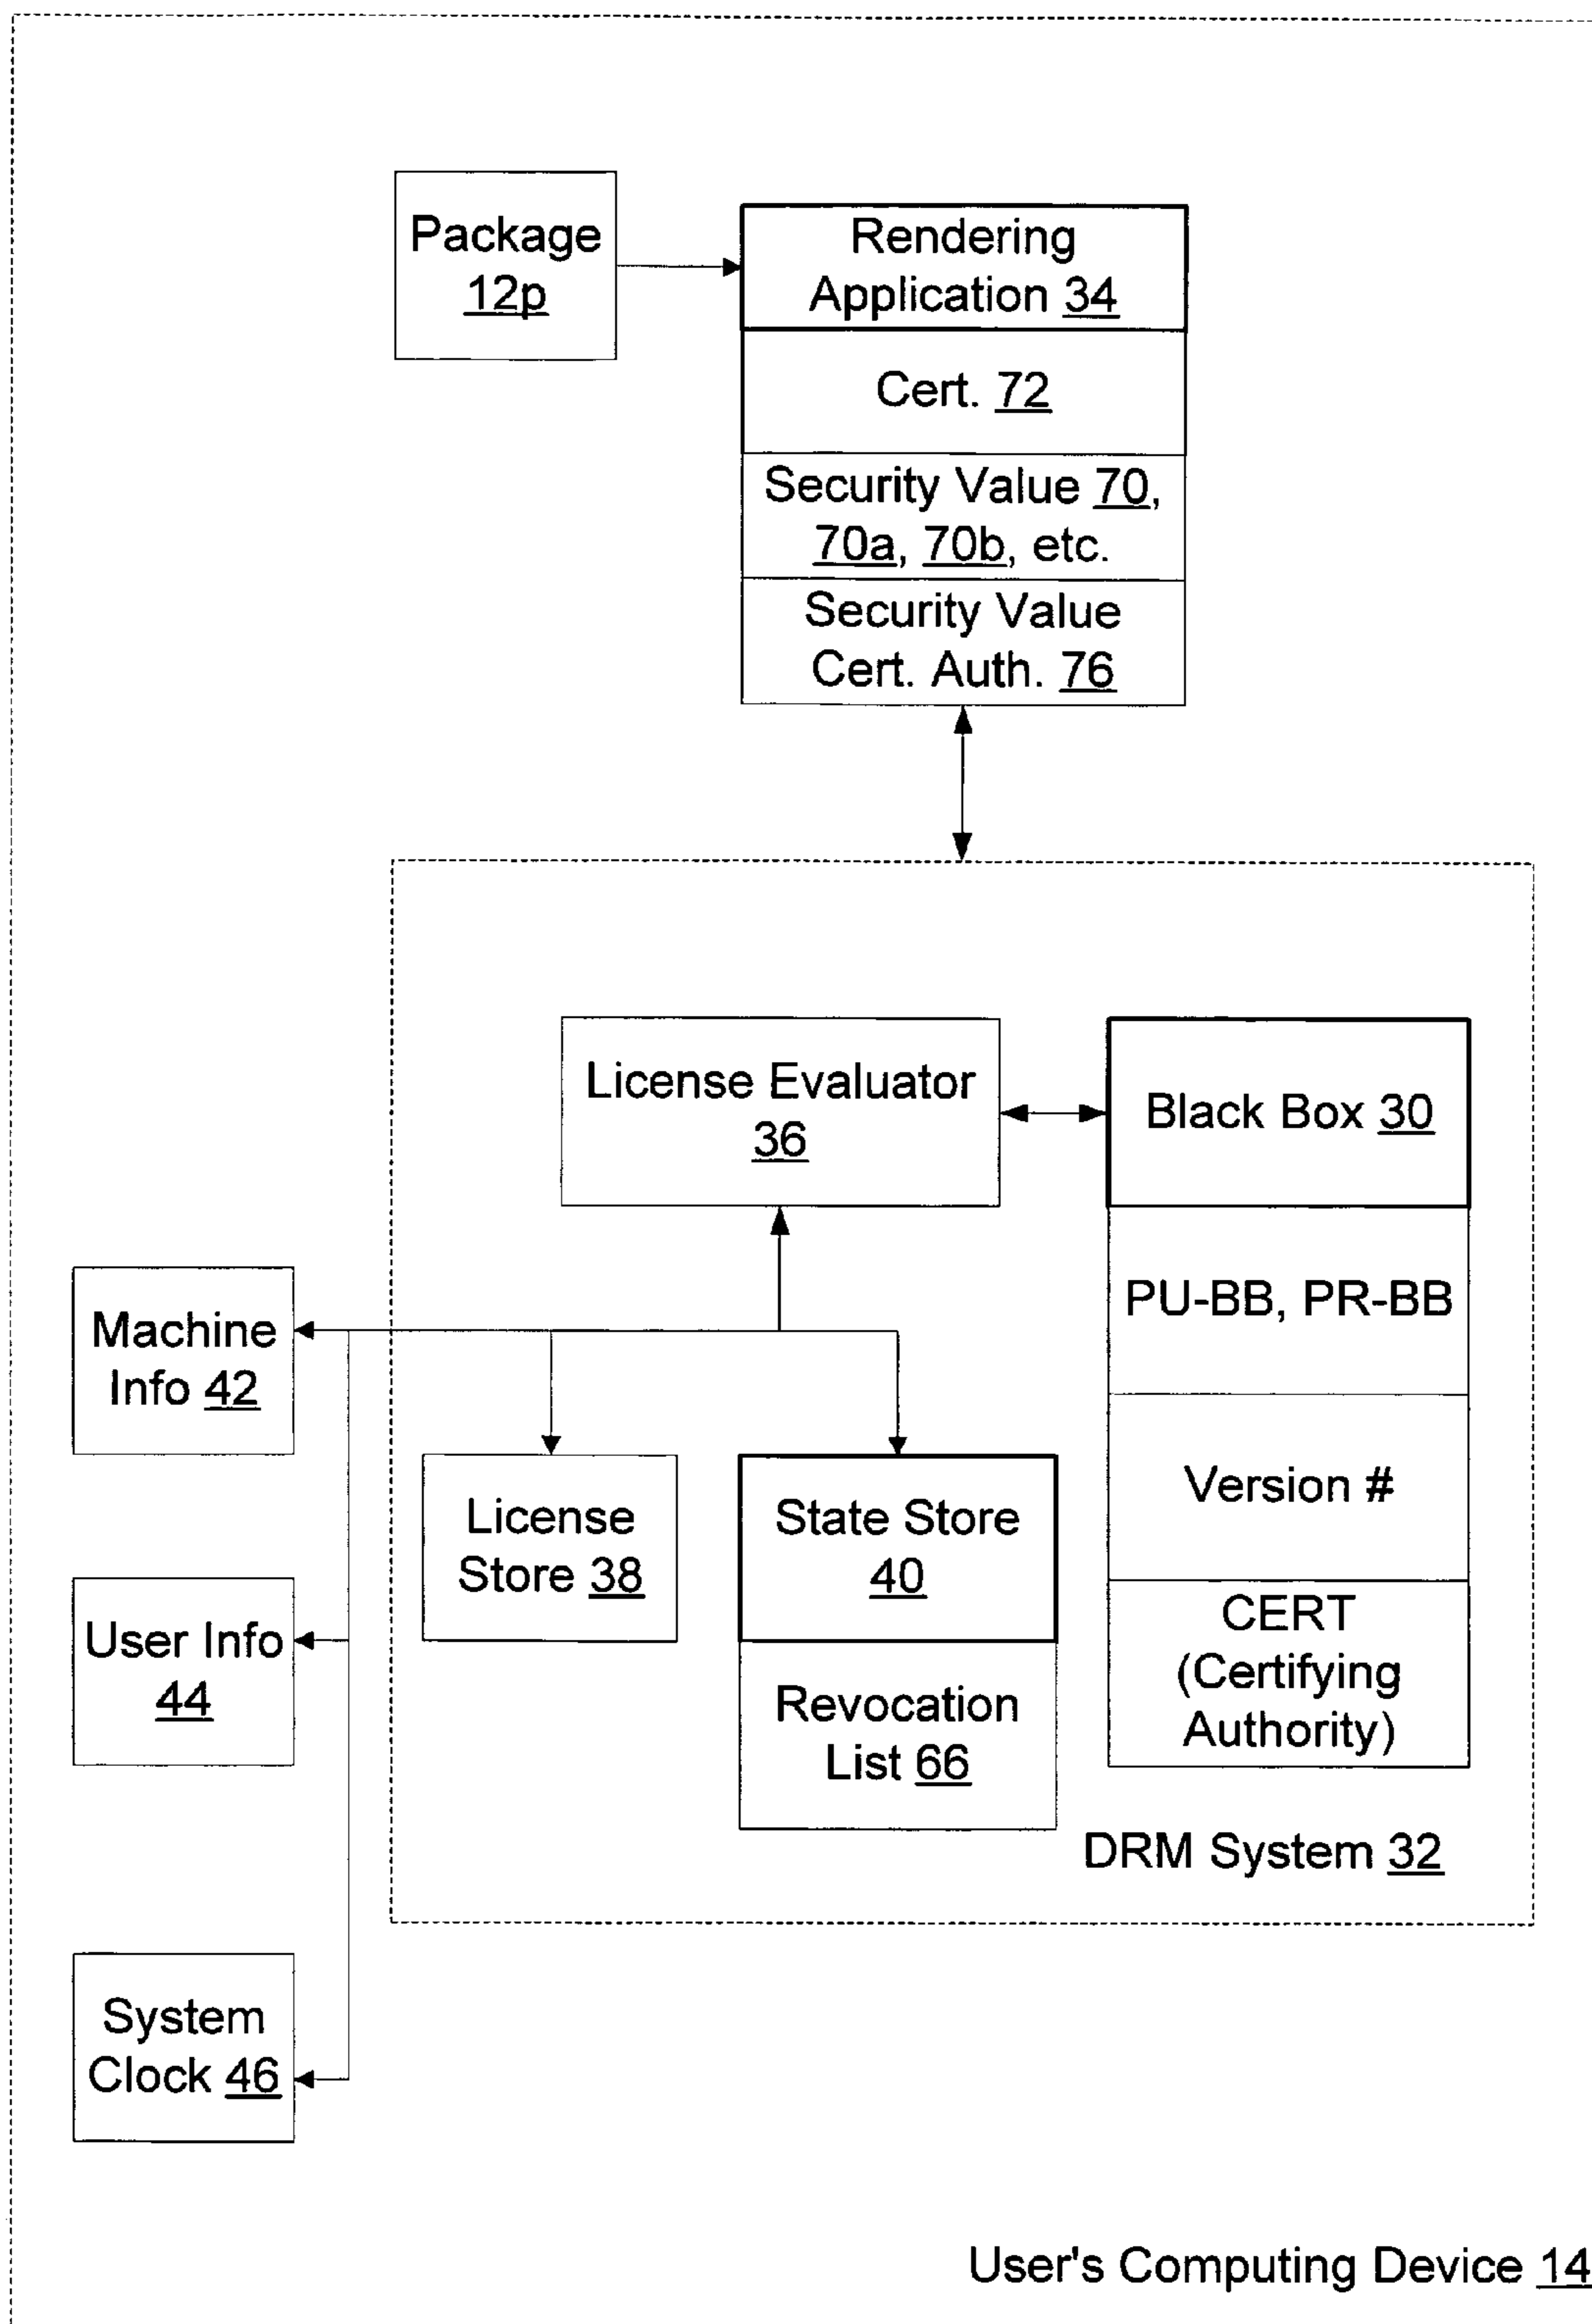 Package
12p
Rendering
Application 34
Cert. 72
Security Value 70,
70a, 70b, etc.
Security Value
Cert. Auth. 76
License Evaluator
36
Black Box 30
PU-BB, PR-BB
Version #
CERT
(Certifying
Authority)
Machine
Info 42
License
Store 38
State Store
40
Revocation
List 66
User Info
44
DRM System 32
System
Clock 46
User's Computing Device 14